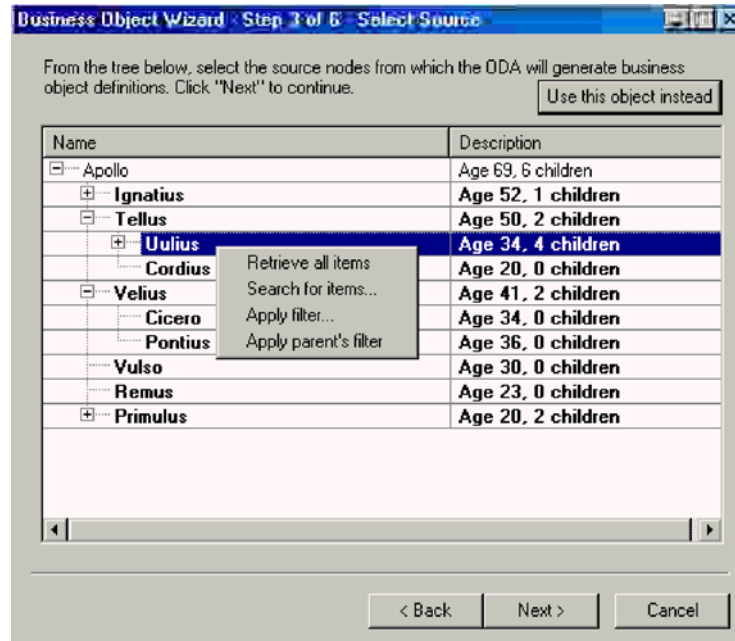 Business Object Wizard - Step 3 of 6 - Select Source
From the tree below, select the source nodes from which the ODA will generate business
object definitions. Click "Next" to continue.
Use this object instead
Name Description
Apollo Age 69, 6 children
Ignatius Age 52, 1 children
Tellus Age 50, 2 children
Uulius Age 34, 4 children
Cordius Age 20, 0 children
Velius Age 41, 2 children
Cicero Age 34, 0 children
Pontius Age 36, 0 children
Vulso Age 30, 0 children
Remus Age 23, 0 children
Primulus Age 20, 2 children
Retrieve all items
Search for items...
Apply filter...
Apply parent's filter
< Back Next > Cancel